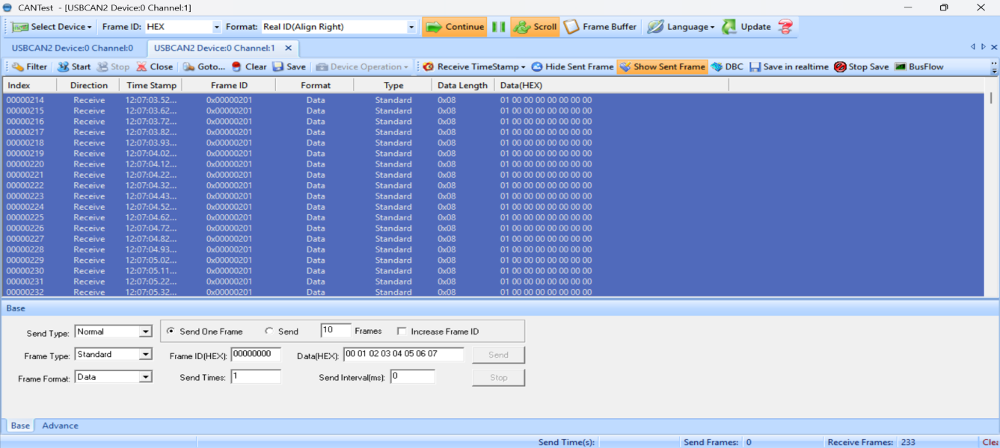 CANTest - [USBCAN2 Device:0 Channel:1]
Select Device Frame ID: HEX Format: Real ID(Align Right) Continue Scroll Frame Buffer Language Update
USBCAN2 Device:0 Channel:0 USBCAN2 Device:0 Channel:1
Filter Start Stop Close Goto... Clear Save Device Operation Receive TimeStamp Hide Sent Frame Show Sent Frame DBC Save in realtime Stop Save BusFlow
Index Direction Time Stamp Frame ID Format Type Data Length Data(HEX)
00000214 Receive 12:07:03.52... 0x00000201 Data Standard 0x08 01 00 00 00 00 00 00 00
00000215 Receive 12:07:03.62... 0x00000201 Data Standard 0x08 01 00 00 00 00 00 00 00
00000216 Receive 12:07:03.72... 0x00000201 Data Standard 0x08 01 00 00 00 00 00 00 00
00000217 Receive 12:07:03.82... 0x00000201 Data Standard 0x08 01 00 00 00 00 00 00 00
00000218 Receive 12:07:03.93... 0x00000201 Data Standard 0x08 01 00 00 00 00 00 00 00
00000219 Receive 12:07:04.02... 0x00000201 Data Standard 0x08 01 00 00 00 00 00 00 00
00000220 Receive 12:07:04.12... 0x00000201 Data Standard 0x08 01 00 00 00 00 00 00 00
00000221 Receive 12:07:04.22... 0x00000201 Data Standard 0x08 01 00 00 00 00 00 00 00
00000222 Receive 12:07:04.32... 0x00000201 Data Standard 0x08 01 00 00 00 00 00 00 00
00000223 Receive 12:07:04.43... 0x00000201 Data Standard 0x08 01 00 00 00 00 00 00 00
00000224 Receive 12:07:04.52... 0x00000201 Data Standard 0x08 01 00 00 00 00 00 00 00
00000225 Receive 12:07:04.62... 0x00000201 Data Standard 0x08 01 00 00 00 00 00 00 00
00000226 Receive 12:07:04.72... 0x00000201 Data Standard 0x08 01 00 00 00 00 00 00 00
00000227 Receive 12:07:04.82... 0x00000201 Data Standard 0x08 01 00 00 00 00 00 00 00
00000228 Receive 12:07:04.93... 0x00000201 Data Standard 0x08 01 00 00 00 00 00 00 00
00000229 Receive 12:07:05.02... 0x00000201 Data Standard 0x08 01 00 00 00 00 00 00 00
00000230 Receive 12:07:05.11... 0x00000201 Data Standard 0x08 01 00 00 00 00 00 00 00
00000231 Receive 12:07:05.22... 0x00000201 Data Standard 0x08 01 00 00 00 00 00 00 00
00000232 Receive 12:07:05.32... 0x00000201 Data Standard 0x08 01 00 00 00 00 00 00 00
Base
Send Type: Normal Send One Frame Send 10 Frames Increase Frame ID
Frame Type: Standard Frame ID(HEX): 00000000 Data(HEX): 00 01 02 03 04 05 06 07 Send
Frame Format: Data Send Times: 1 Send Interval(ms): 0 Stop
Base Advance
Send Time(s): Send Frames: 0 Receive Frames: 233 Clea